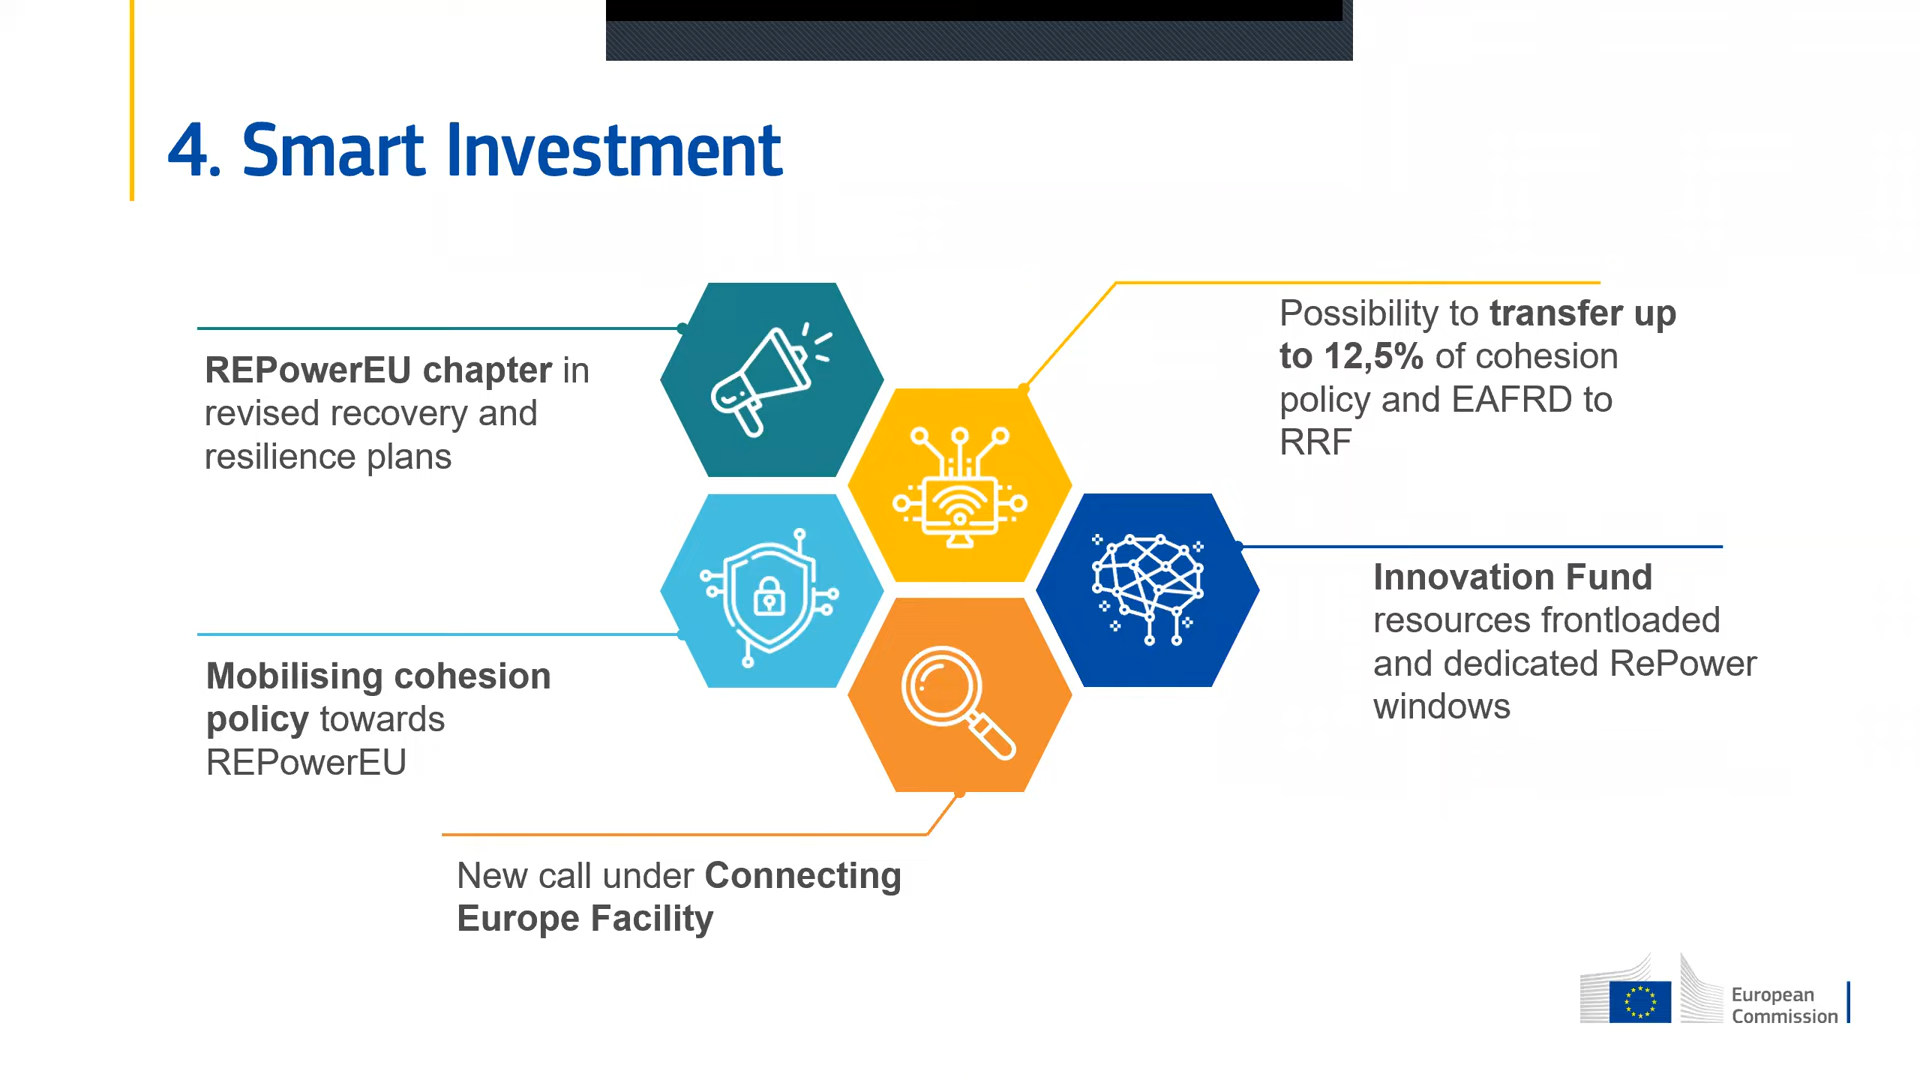 4. Smart Investment
REPowerEU chapter in
revised recovery and
resilience plans
Possibility to transfer up
to 12,5% of cohesion
policy and EAFRD to
RRF
Mobilising cohesion
policy towards
REPowerEU
Innovation Fund
resources frontloaded
and dedicated RePower
windows
New call under Connecting
Europe Facility
European
Commission